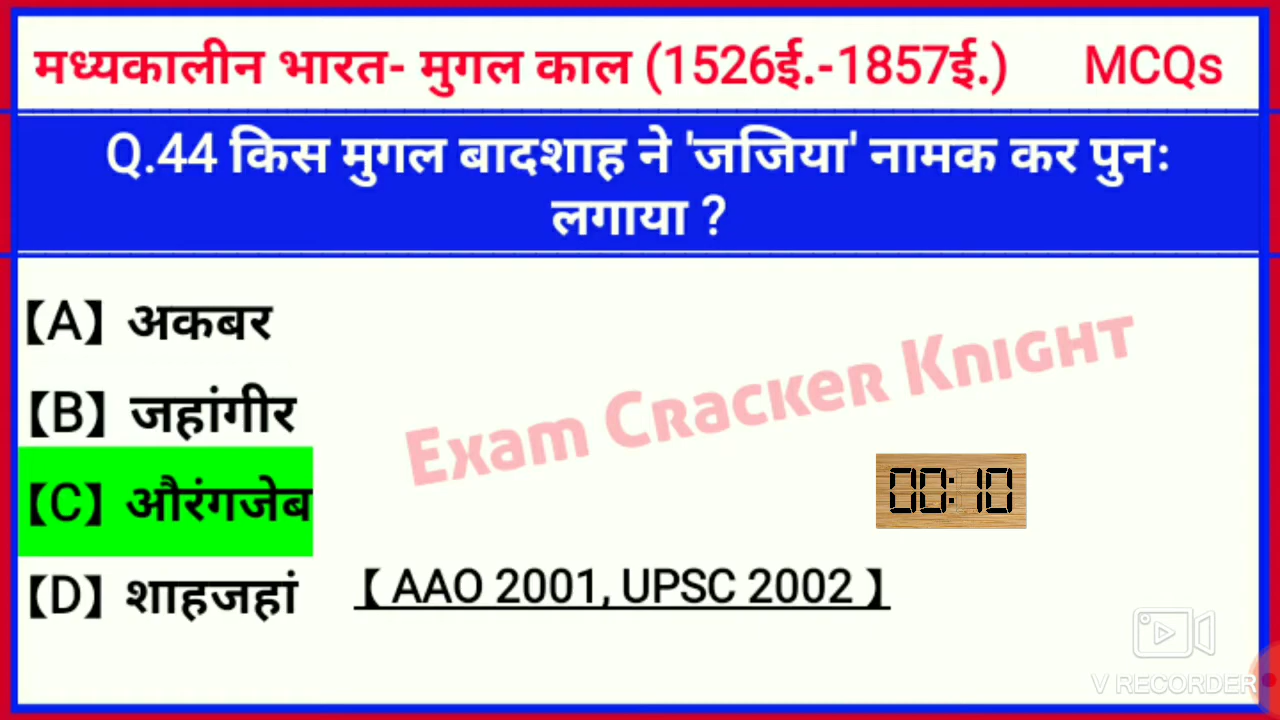 मध्यकालीन भारत- मुगल काल (1526ई.-1857ई.) MCQs
Q.44 किस मुगल बादशाह ने 'जजिया' नामक कर पुनः
लगाया ?
【A】 अकबर
【B】 जहांगीर
Exam Cracker Knight
【C】 औरंगजेब
00:10
【D】 शाहजहां 【 AAO 2001, UPSC 2002 】
V RECORDER